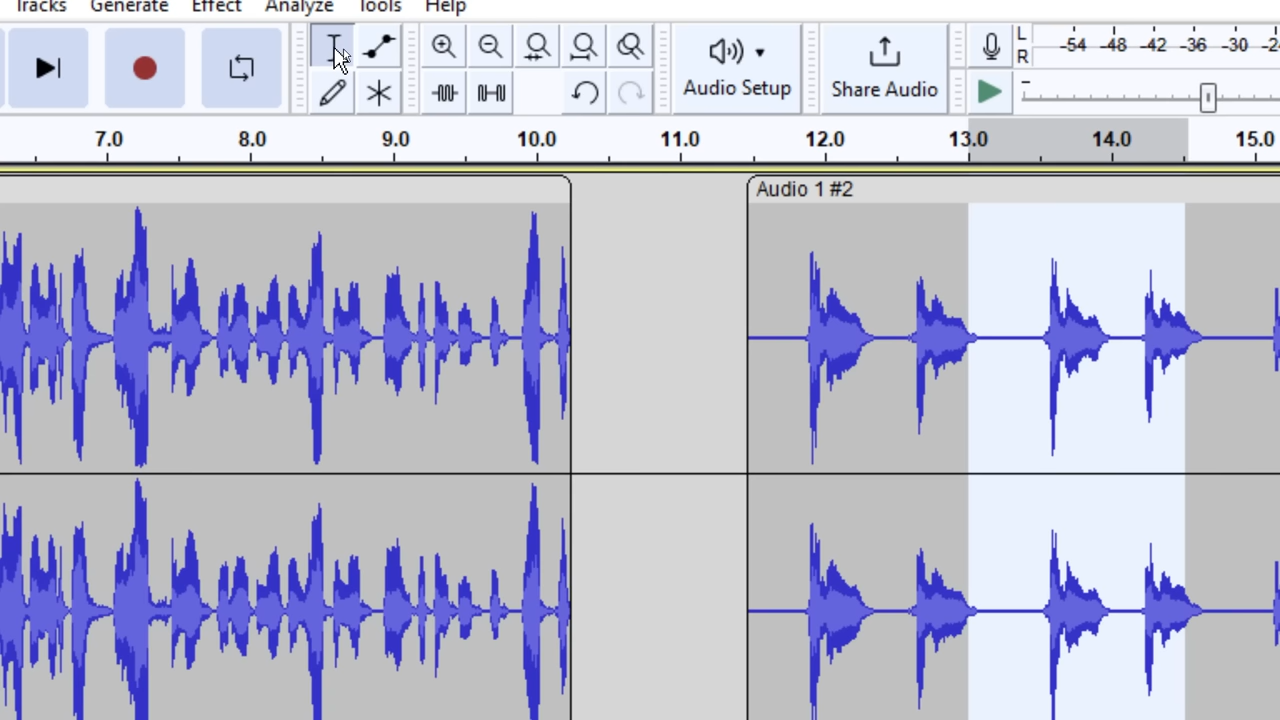 Tracks Generate Effect Analyze Tools Help
L
R
-54 -48 -42 -36 -30
Audio Setup
Share Audio
7.0 8.0 9.0 10.0 11.0 12.0 13.0 14.0 15.0
Audio 1 #2